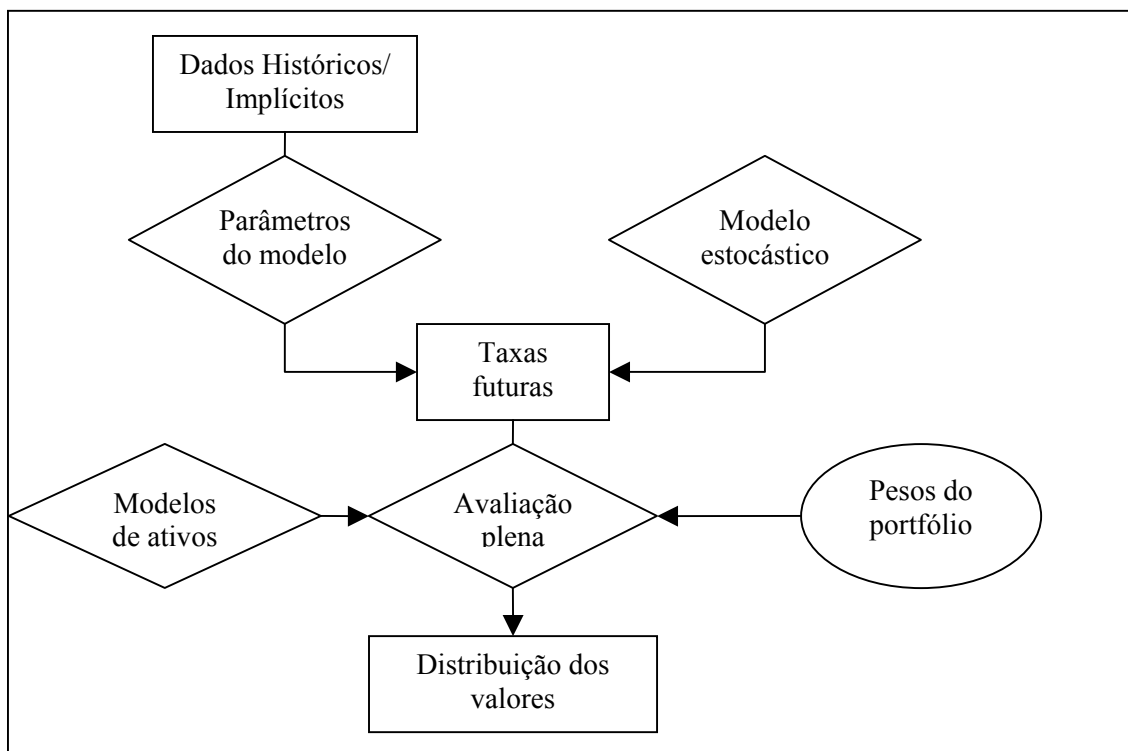 Dados Históricos/
Implícitos
Parâmetros
do modelo
Modelo
estocástico
Taxas
futuras
Modelos
de ativos
Avaliação
plena
Pesos do
portfólio
Distribuição dos
valores